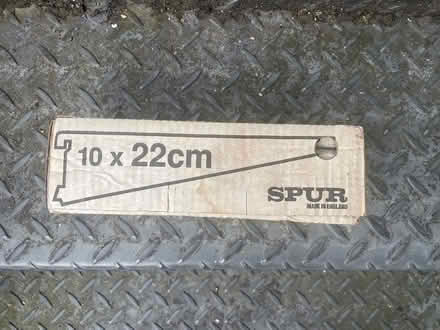 10 x 22cm
SPUR
MADE IN ENGLAND